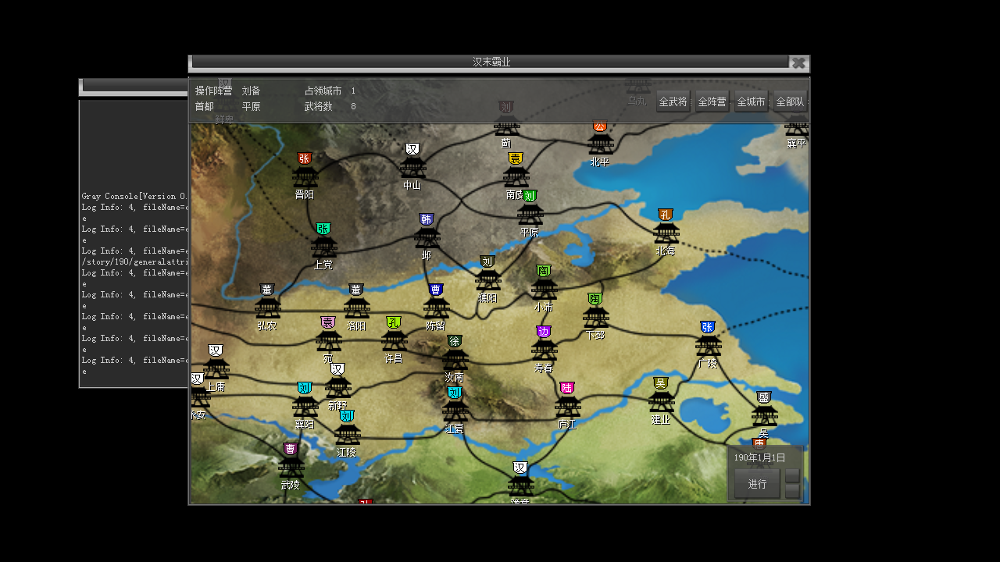 汉末霸业
操作阵营 刘备 占领城市 1
首都 平原 武将数 8
全武将 全阵营 全城市 全部队
乌丸
鲜卑
刘
蓟
公
北平
襄平
张
晋阳
汉
中山
袁
南皮
刘
平原
孔
北海
张
上党
韩
邺
刘
濮阳
陶
小沛
董
弘农
董
洛阳
曹
陈留
陶
下邳
袁
宛
孔
许昌
边
寿春
张
广陵
徐
汝南
汉
上庸
汉
永安
汉
新野
刘
襄阳
刘
江陵
刘
江夏
陆
庐江
吴
建业
盛
吴
曹
武陵
汉
豫章
190年1月1日
进行
Gray Console[Version 0.
Log Info: 4, fileName=e
e
Log Info: 4, fileName=e
e
Log Info: 4, fileName=e
/story/190/generalattri
Log Info: 4, fileName=e
e
Log Info: 4, fileName=e
e
Log Info: 4, fileName=e
e
Log Info: 4, fileName=e
e
Log Info: 4, fileName=e
e